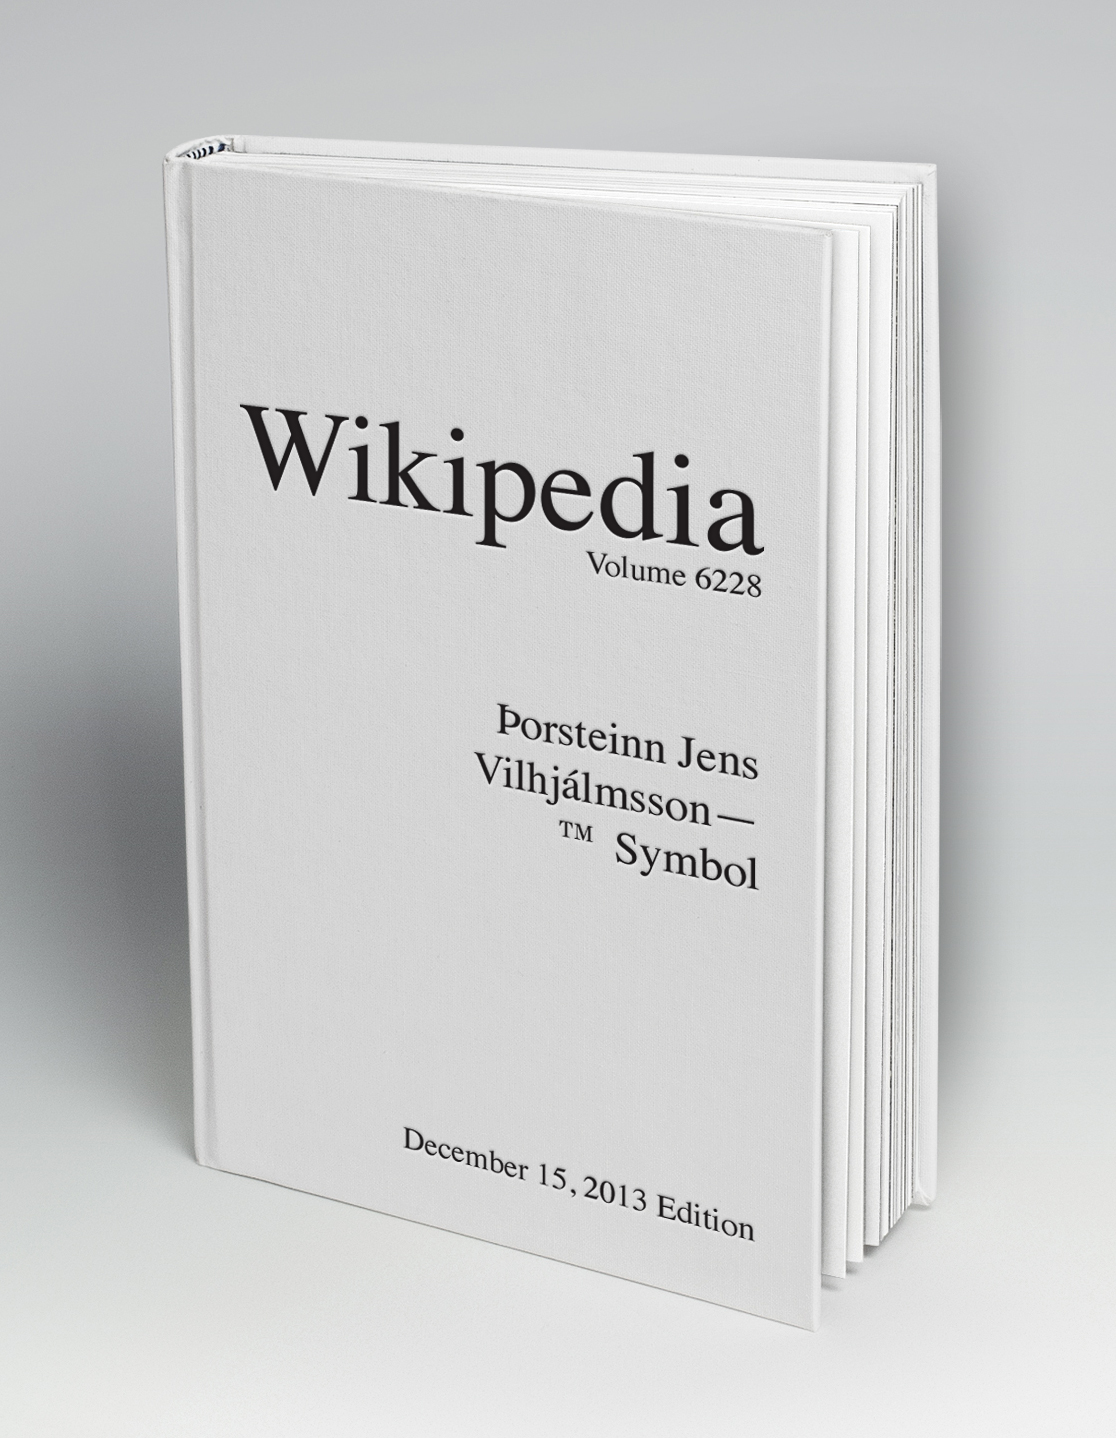 Wikipedia
Volume 6228
Þorsteinn Jens
Vilhjálmsson—
™ Symbol
December 15, 2013 Edition